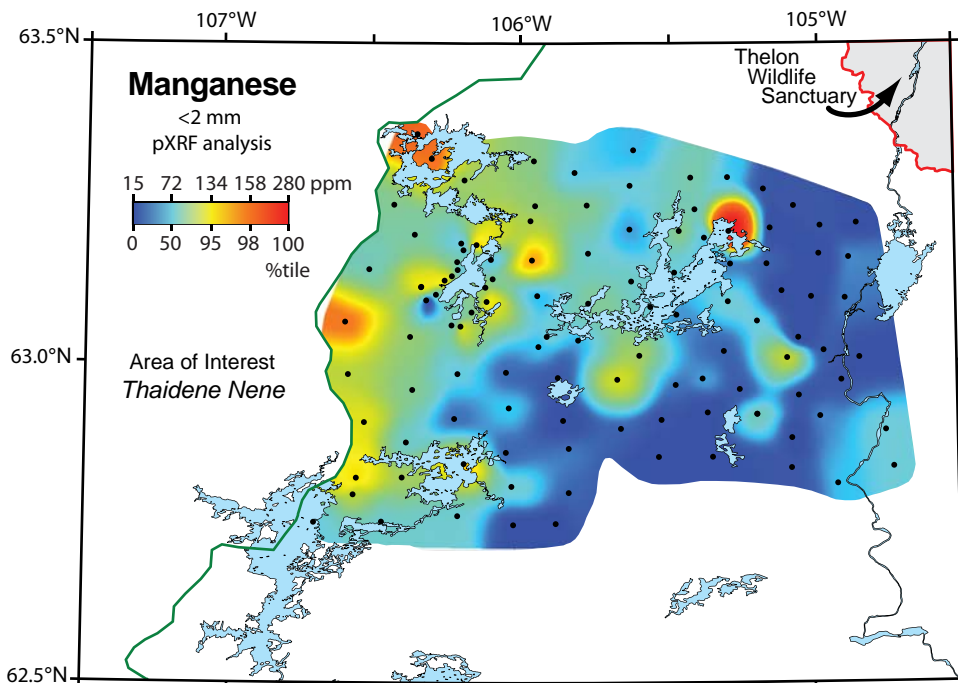 107°W 106°W 105°W
63.5°N
Thelon
Wildlife
Sanctuary
Manganese
<2 mm
pXRF analysis
15 72 134 158 280 ppm
0 50 95 98 100
%tile
63.0°N
Area of Interest
Thaidene Nene
62.5°N